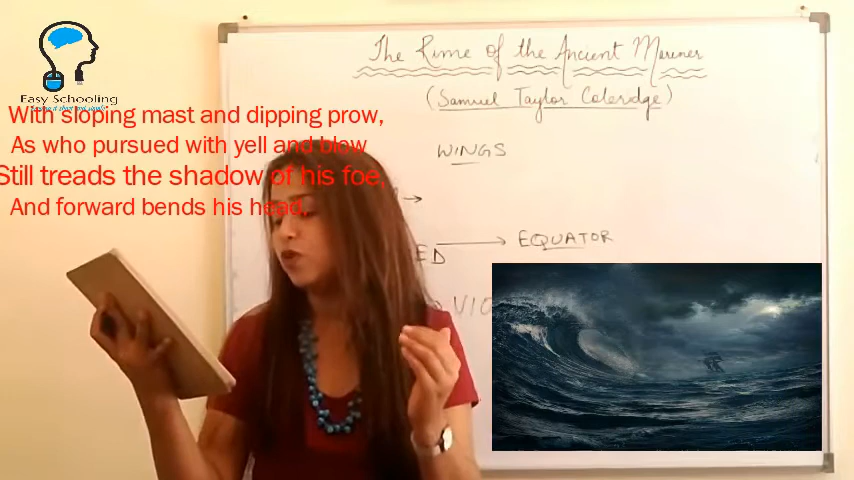 Easy Schooling
With sloping mast and dipping prow,
As who pursued with yell and blow
Still treads the shadow of his foe,
And forward bends his head,
The Rime of the Ancient Mariner
(Samuel Taylor Coleridge)
WINGS
→
ED → EQUATOR
VIO